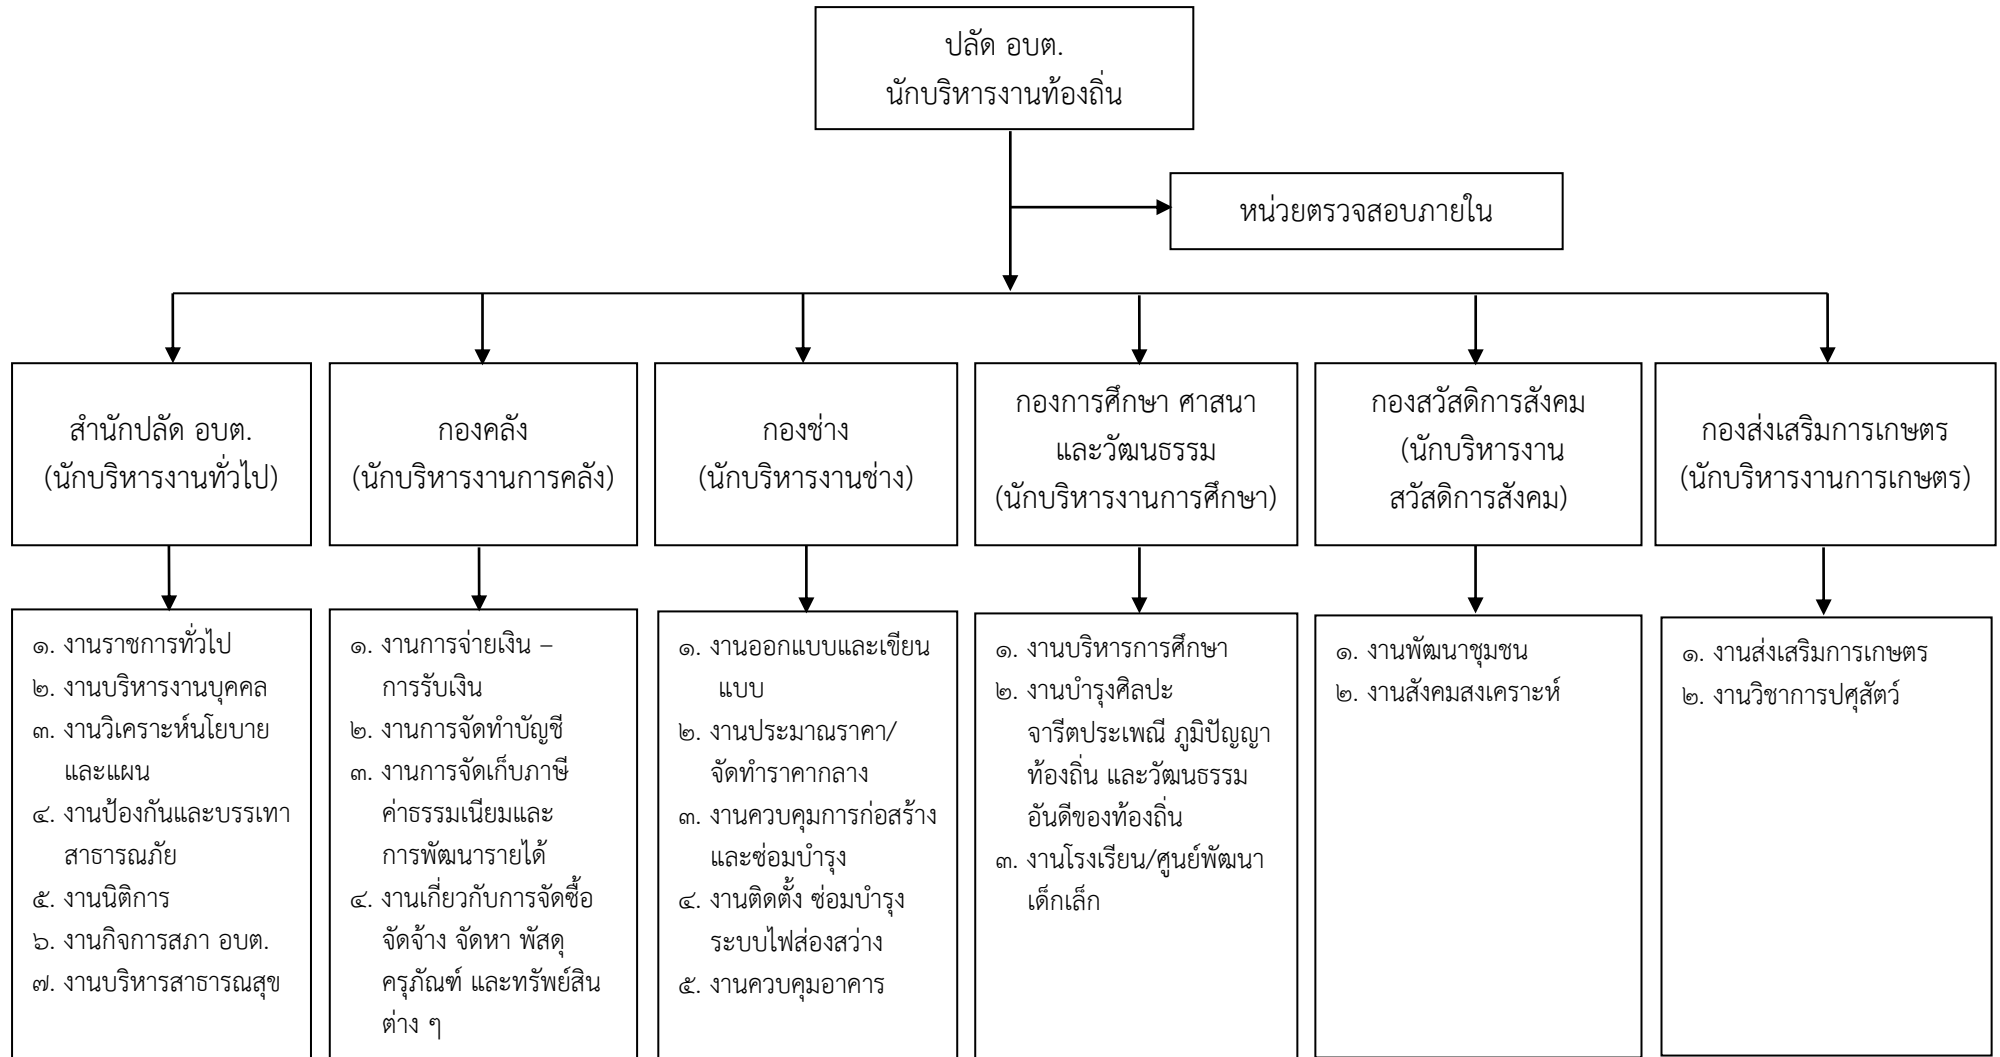 ปลัด อบต.
นักบริหารงานท้องถิ่น
หน่วยตรวจสอบภายใน
สำนักปลัด อบต.
(นักบริหารงานทั่วไป)
กองคลัง
(นักบริหารงานการคลัง)
กองช่าง
(นักบริหารงานช่าง)
กองการศึกษา ศาสนา
และวัฒนธรรม
(นักบริหารงานการศึกษา)
กองสวัสดิการสังคม
(นักบริหารงาน
สวัสดิการสังคม)
กองส่งเสริมการเกษตร
(นักบริหารงานการเกษตร)
๑. งานราชการทั่วไป
๒. งานบริหารงานบุคคล
๓. งานวิเคราะห์นโยบาย
และแผน
๔. งานป้องกันและบรรเทา
สาธารณภัย
๕. งานนิติการ
๖. งานกิจการสภา อบต.
๗. งานบริหารสาธารณสุข
๑. งานการจ่ายเงิน –
การรับเงิน
๒. งานการจัดทำบัญชี
๓. งานการจัดเก็บภาษี
ค่าธรรมเนียมและ
การพัฒนารายได้
๔. งานเกี่ยวกับการจัดซื้อ
จัดจ้าง จัดหา พัสดุ
ครุภัณฑ์ และทรัพย์สิน
ต่าง ๆ
๑. งานออกแบบและเขียน
แบบ
๒. งานประมาณราคา/
จัดทำราคากลาง
๓. งานควบคุมการก่อสร้าง
และซ่อมบำรุง
๔. งานติดตั้ง ซ่อมบำรุง
ระบบไฟส่องสว่าง
๕. งานควบคุมอาคาร
๑. งานบริหารการศึกษา
๒. งานบำรุงศิลปะ
จารีตประเพณี ภูมิปัญญา
ท้องถิ่น และวัฒนธรรม
อันดีของท้องถิ่น
๓. งานโรงเรียน/ศูนย์พัฒนา
เด็กเล็ก
๑. งานพัฒนาชุมชน
๒. งานสังคมสงเคราะห์
๑. งานส่งเสริมการเกษตร
๒. งานวิชาการปศุสัตว์